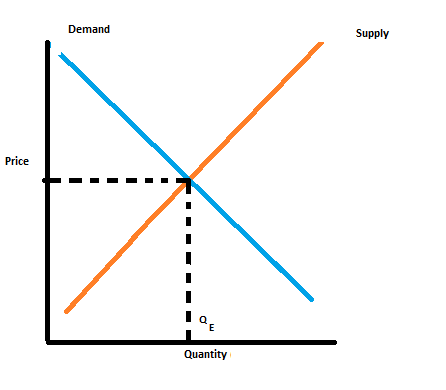 Demand
Supply
Price
Q E
Quantity